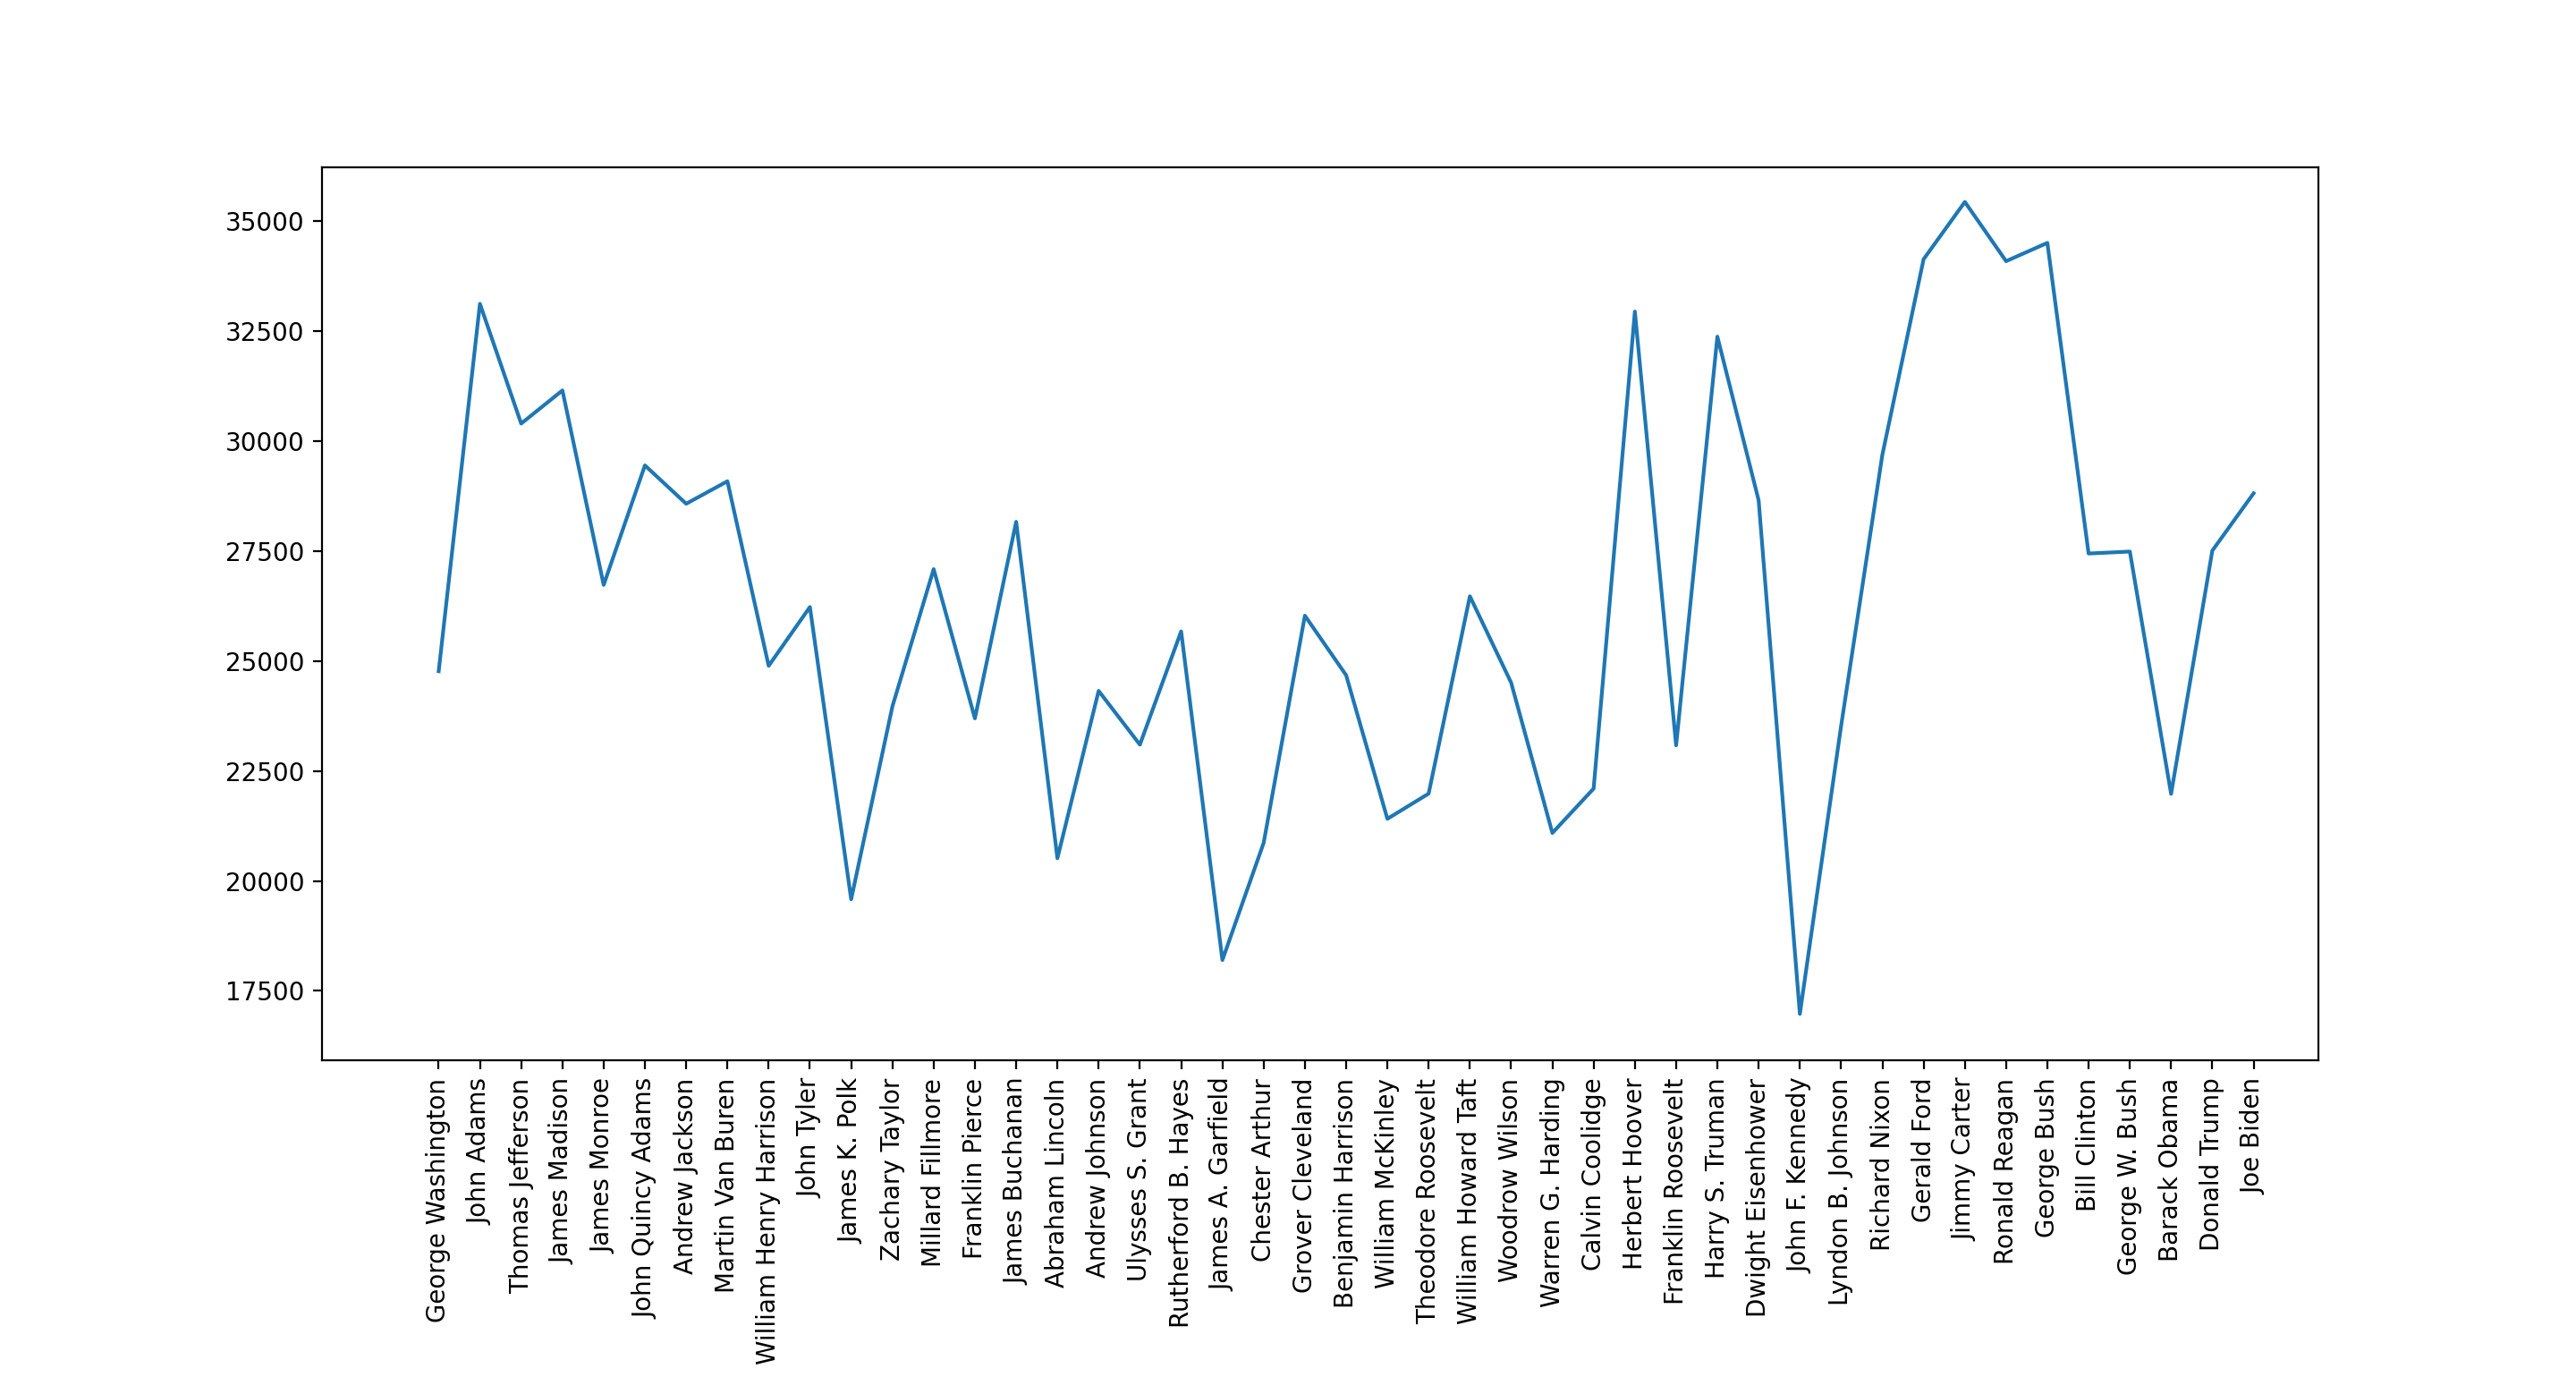 35000
32500
30000
27500
25000
22500
20000
17500
George Washington
John Adams
Thomas Jefferson
James Madison
James Monroe
John Quincy Adams
Andrew Jackson
Martin Van Buren
William Henry Harrison
John Tyler
James K. Polk
Zachary Taylor
Millard Fillmore
Franklin Pierce
James Buchanan
Abraham Lincoln
Andrew Johnson
Ulysses S. Grant
Rutherford B. Hayes
James A. Garfield
Chester Arthur
Grover Cleveland
Benjamin Harrison
William McKinley
Theodore Roosevelt
William Howard Taft
Woodrow Wilson
Warren G. Harding
Calvin Coolidge
Herbert Hoover
Franklin Roosevelt
Harry S. Truman
Dwight Eisenhower
John F. Kennedy
Lyndon B. Johnson
Richard Nixon
Gerald Ford
Jimmy Carter
Ronald Reagan
George Bush
Bill Clinton
George W. Bush
Barack Obama
Donald Trump
Joe Biden